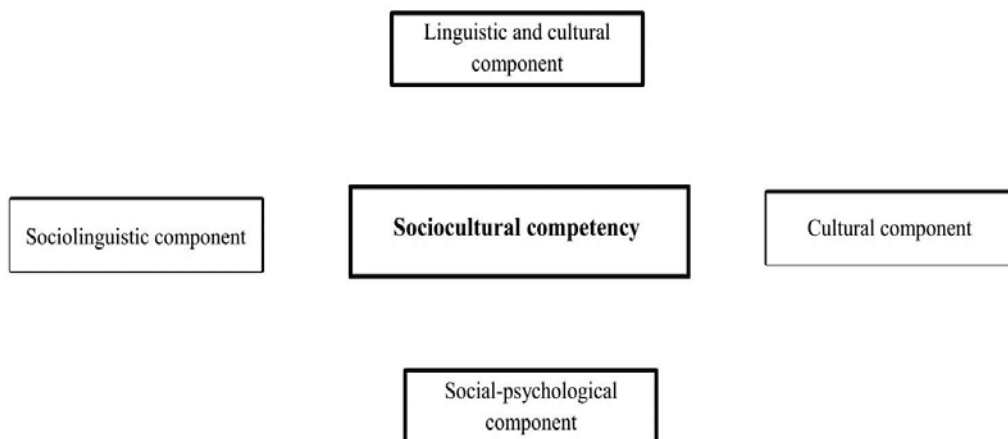 Linguistic and cultural
component
Sociolinguistic component
Sociocultural competency
Cultural component
Social-psychological
component